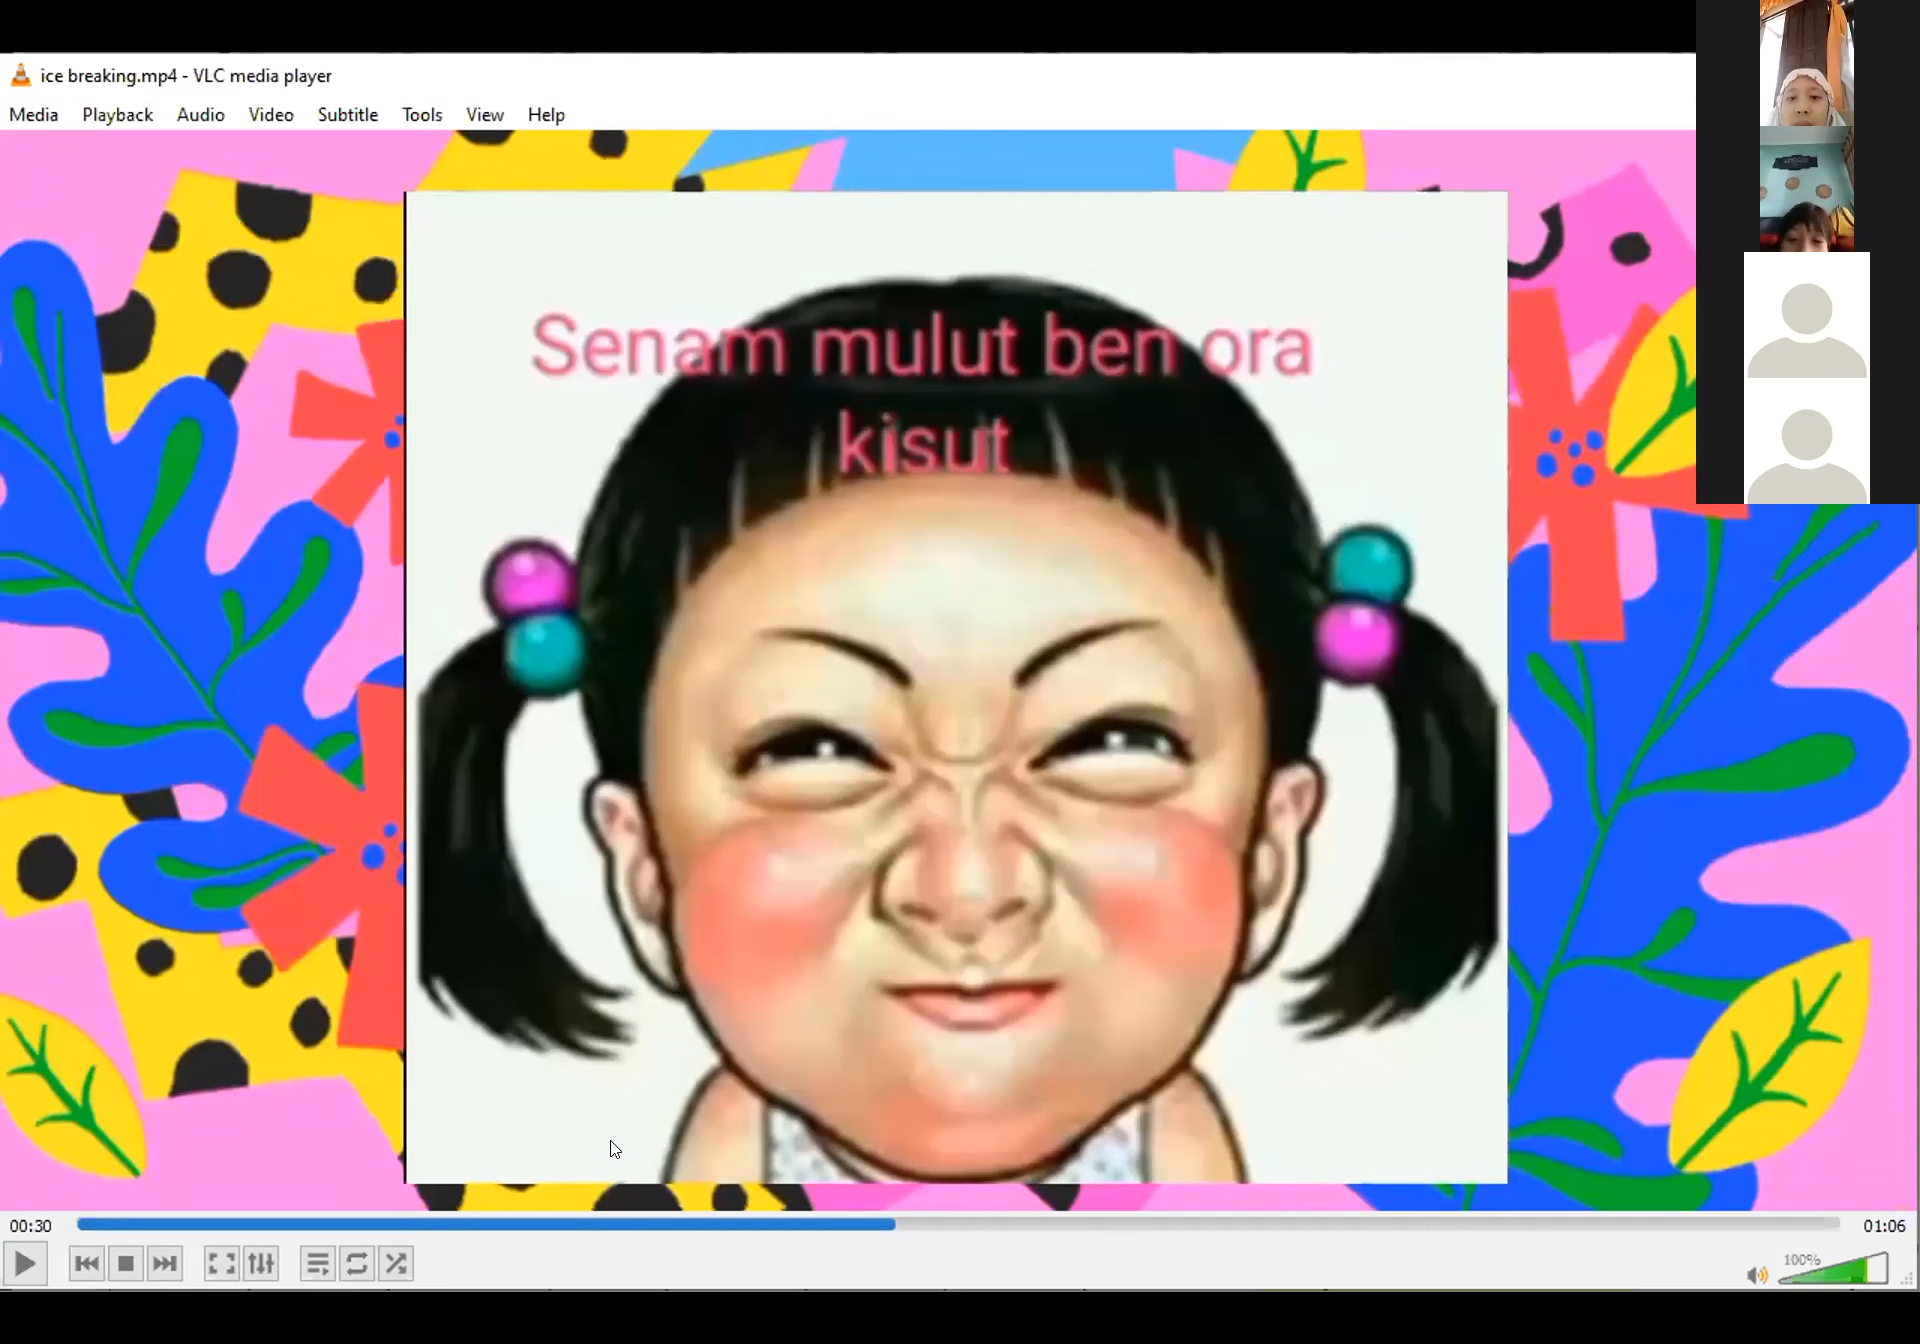 ice breaking.mp4 - VLC media player
Media Playback Audio Video Subtitle Tools View Help
Senam mulut ben ora
kisut
00:30
01:06
100%